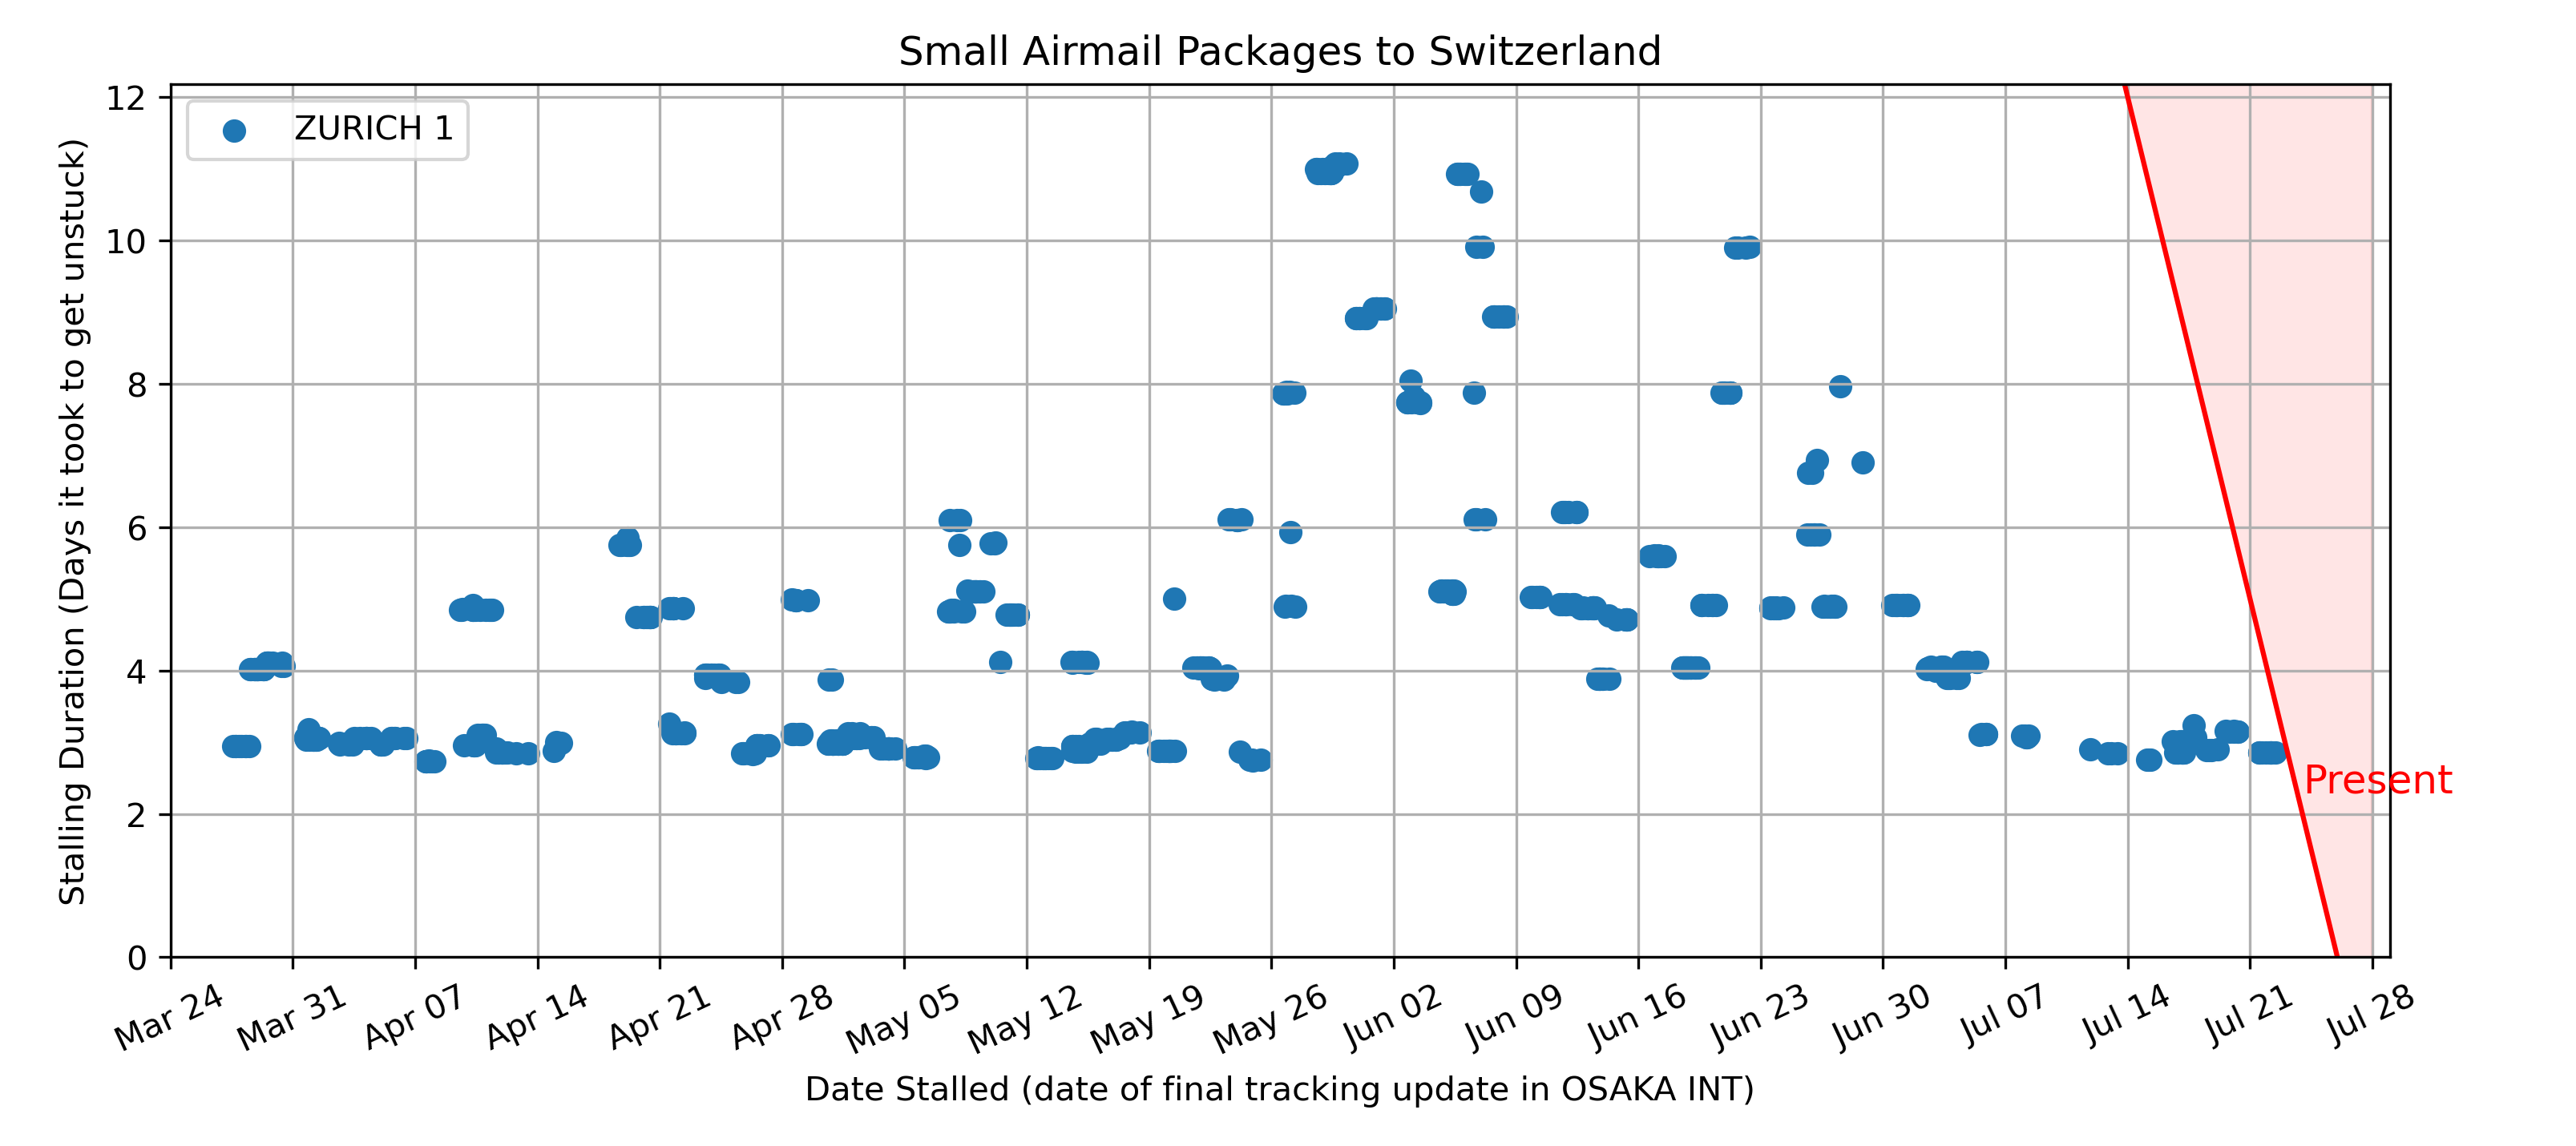 Small Airmail Packages to Switzerland
ZURICH 1
Stalling Duration (Days it took to get unstuck)
12
10
8
6
4
2
0
Present
Mar 24
Mar 31
Apr 07
Apr 14
Apr 21
Apr 28
May 05
May 12
May 19
May 26
Jun 02
Jun 09
Jun 16
Jun 23
Jun 30
Jul 07
Jul 14
Jul 21
Jul 28
Date Stalled (date of final tracking update in OSAKA INT)